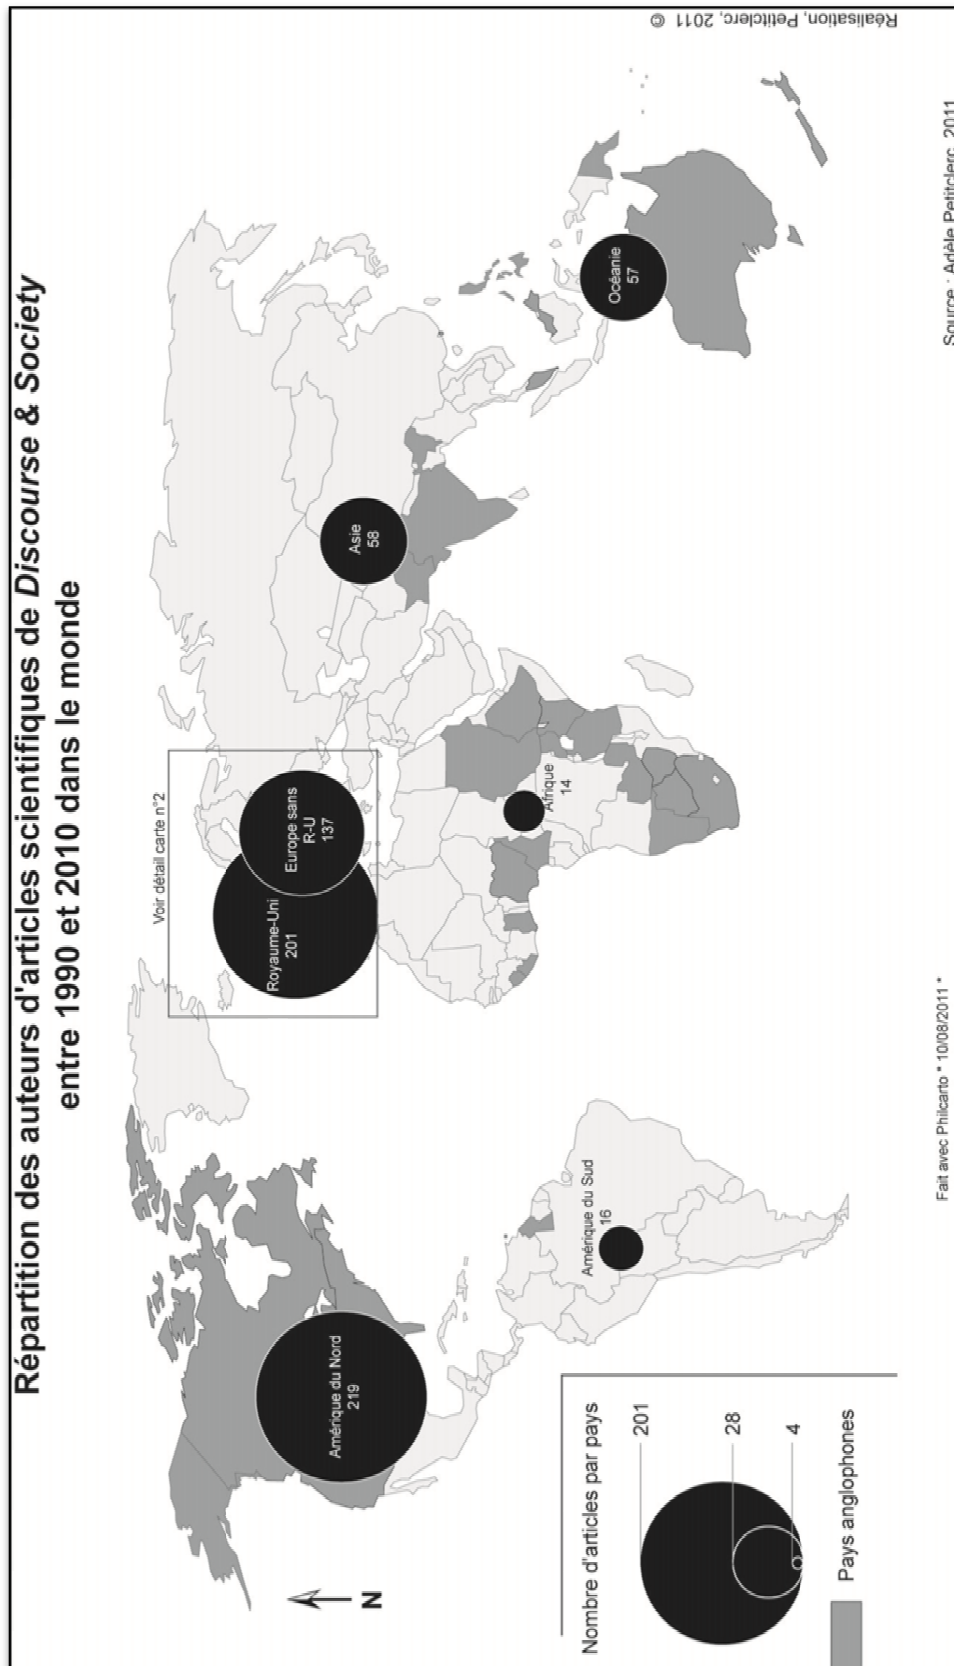 Répartition des auteurs d'articles scientifiques de Discourse & Society
entre 1990 et 2010 dans le monde
Voir détail carte n°2
Royaume-Uni
201
Europe sans
R-U
137
Asie
58
Océanie
57
Afrique
14
Amérique du Nord
219
Amérique du Sud
16
N
Nombre d'articles par pays
201
28
4
Pays anglophones
Fait avec Philcarto * 10/08/2011 *
Source : Adèle Petitclerc, 2011
Réalisation, Petitclerc, 2011 ©